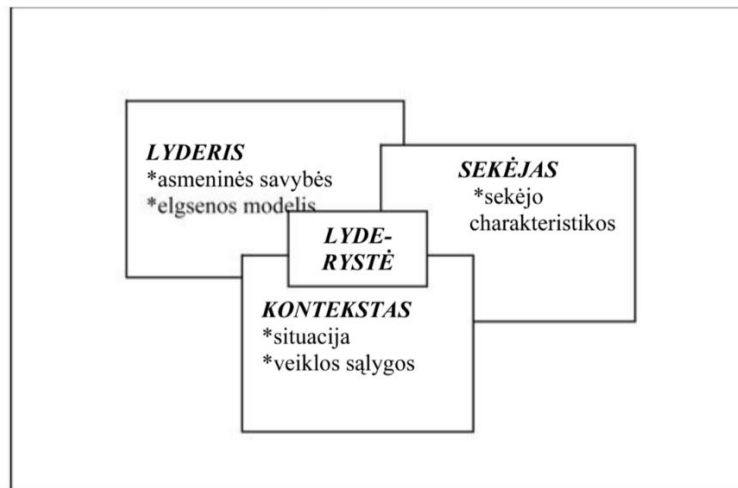 LYDERIS
*asmeninės savybės
*elgsenos modelis
SEKĖJAS
*sekėjo
charakteristikos
LYDE-
RYSTĖ
KONTEKSTAS
*situacija
*veiklos sąlygos